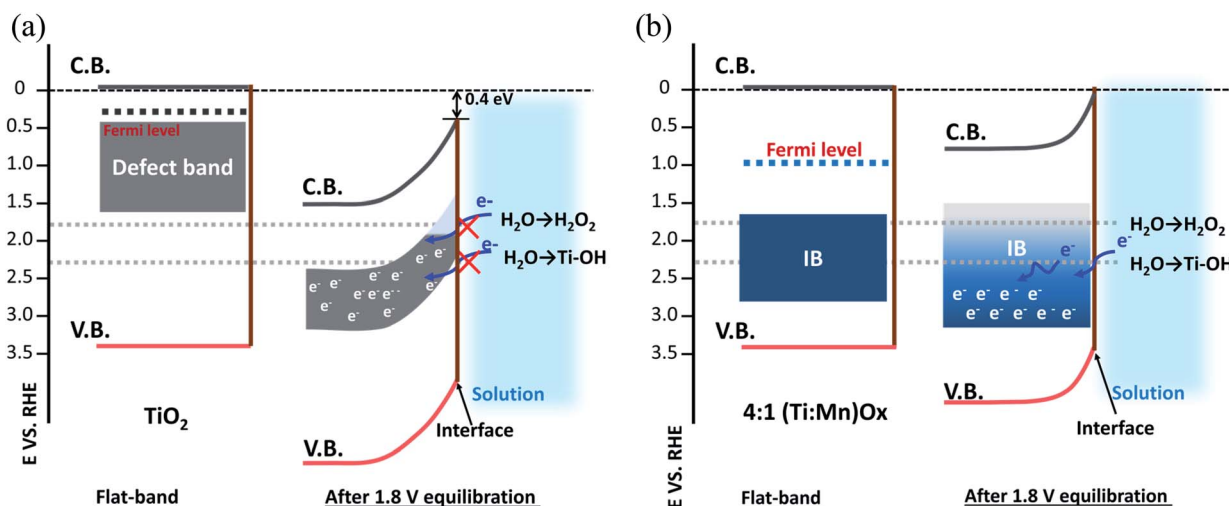 (a)
C.B.
0
0.5
1.0
1.5
2.0
2.5
3.0
3.5
E VS. RHE
Fermi level
Defect band
V.B.
TiO₂
Flat-band
0.4 eV
C.B.
e-
H₂O→H₂O₂
e-
H₂O→Ti-OH
e⁻ e⁻
e⁻ e⁻ e⁻
e⁻ e⁻ e⁻ e⁻
e⁻ e⁻ e⁻
V.B.
Solution
Interface
After 1.8 V equilibration
(b)
C.B.
0
0.5
1.0
1.5
2.0
2.5
3.0
3.5
E VS. RHE
Fermi level
IB
V.B.
4:1 (Ti:Mn)Ox
Flat-band
C.B.
H₂O→H₂O₂
IB
e⁻
e⁻
H₂O→Ti-OH
e⁻ e⁻ e⁻ e⁻
e⁻ e⁻ e⁻ e⁻ e⁻
V.B.
Solution
Interface
After 1.8 V equilibration